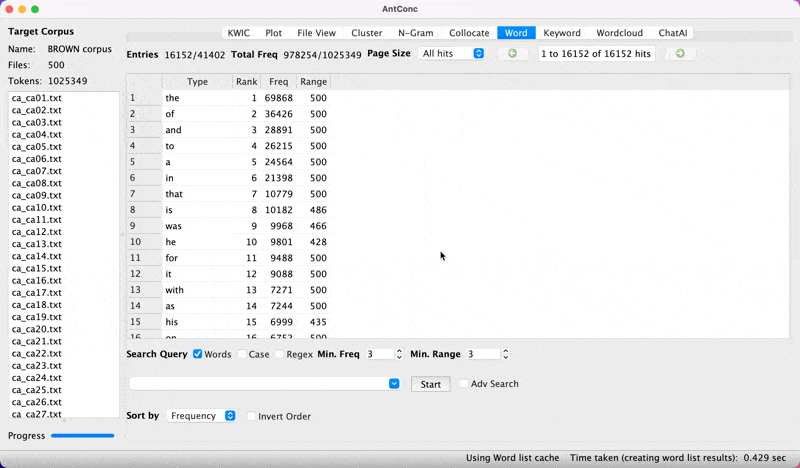 AntConc
Target Corpus
Name: BROWN corpus
Files: 500
Tokens: 1025349
ca_ca01.txt
ca_ca02.txt
ca_ca03.txt
ca_ca04.txt
ca_ca05.txt
ca_ca06.txt
ca_ca07.txt
ca_ca08.txt
ca_ca09.txt
ca_ca10.txt
ca_ca11.txt
ca_ca12.txt
ca_ca13.txt
ca_ca14.txt
ca_ca15.txt
ca_ca16.txt
ca_ca17.txt
ca_ca18.txt
ca_ca19.txt
ca_ca20.txt
ca_ca21.txt
ca_ca22.txt
ca_ca23.txt
ca_ca24.txt
ca_ca25.txt
ca_ca26.txt
ca_ca27.txt
Progress
KWIC Plot File View Cluster N-Gram Collocate Word Keyword Wordcloud ChatAI
Entries 16152/41402 Total Freq 978254/1025349 Page Size All hits 1 to 16152 of 16152 hits
Type Rank Freq Range
1 the 1 69868 500
2 of 2 36426 500
3 and 3 28891 500
4 to 4 26215 500
5 a 5 24564 500
6 in 6 21398 500
7 that 7 10779 500
8 is 8 10182 486
9 was 9 9968 466
10 he 10 9801 428
11 for 11 9488 500
12 it 12 9088 500
13 with 13 7271 500
14 as 14 7244 500
15 his 15 6999 435
16 on 16 6752 500
Search Query Words Case Regex Min. Freq 3 Min. Range 3
Start Adv Search
Sort by Frequency Invert Order
Using Word list cache Time taken (creating word list results): 0.429 sec